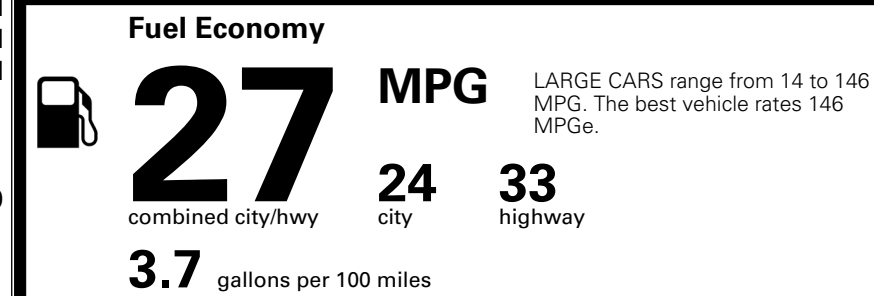 Fuel Economy
27
MPG
LARGE CARS range from 14 to 146
MPG. The best vehicle rates 146
MPGe.
24
33
combined city/hwy
city
highway
3.7 gallons per 100 miles